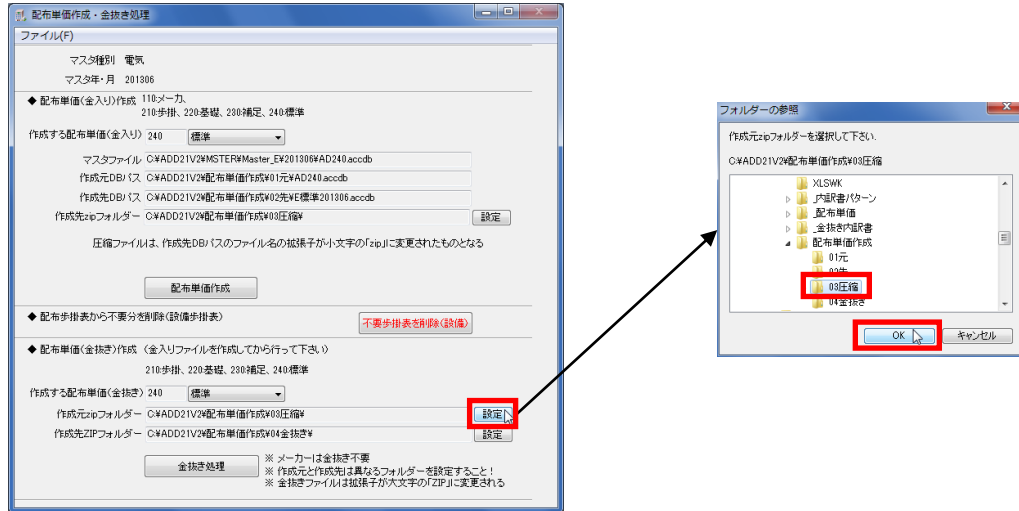 配布単価作成・金抜き処理
ファイル(F)
マスタ種別 電気
マスタ年・月 201306
◆ 配布単価(金入り)作成 110:メーカ、
210:歩掛、220:基礎、230:補足、240:標準
作成する配布単価(金入り) 240 標準
マスタファイル C:¥ADD21V2¥MSTER¥Master_E¥201306¥AD240.accdb
作成元DBパス C:¥ADD21V2¥配布単価作成¥01元¥AD240.accdb
作成先DBパス C:¥ADD21V2¥配布単価作成¥02先¥E標準201306.accdb
作成先zipフォルダー C:¥ADD21V2¥配布単価作成¥03圧縮¥ 設定
圧縮ファイルは、作成先DBパスのファイル名の拡張子が小文字の「zip」に変更されたものとなる
配布単価作成
◆ 配布歩掛表から不要分を削除(設備歩掛表)
不要歩掛表を削除(設備)
◆ 配布単価(金抜き)作成 (金入りファイルを作成してから行って下さい)
210:歩掛、220:基礎、230:補足、240:標準
作成する配布単価(金抜き) 240 標準
作成元zipフォルダー C:¥ADD21V2¥配布単価作成¥03圧縮¥ 設定
作成先ZIPフォルダー C:¥ADD21V2¥配布単価作成¥04金抜き¥ 設定
金抜き処理
※ メーカーは金抜き不要
※ 作成元と作成先は異なるフォルダーを設定すること!
※ 金抜きファイルは拡張子が大文字の「ZIP」に変更される
フォルダーの参照
作成元zipフォルダーを選択して下さい.
C:¥ADD21V2¥配布単価作成¥03圧縮
XLSWK
_内訳書パターン
_配布単価
_金抜き内訳書
配布単価作成
01元
02先
03圧縮
04金抜き
OK キャンセル